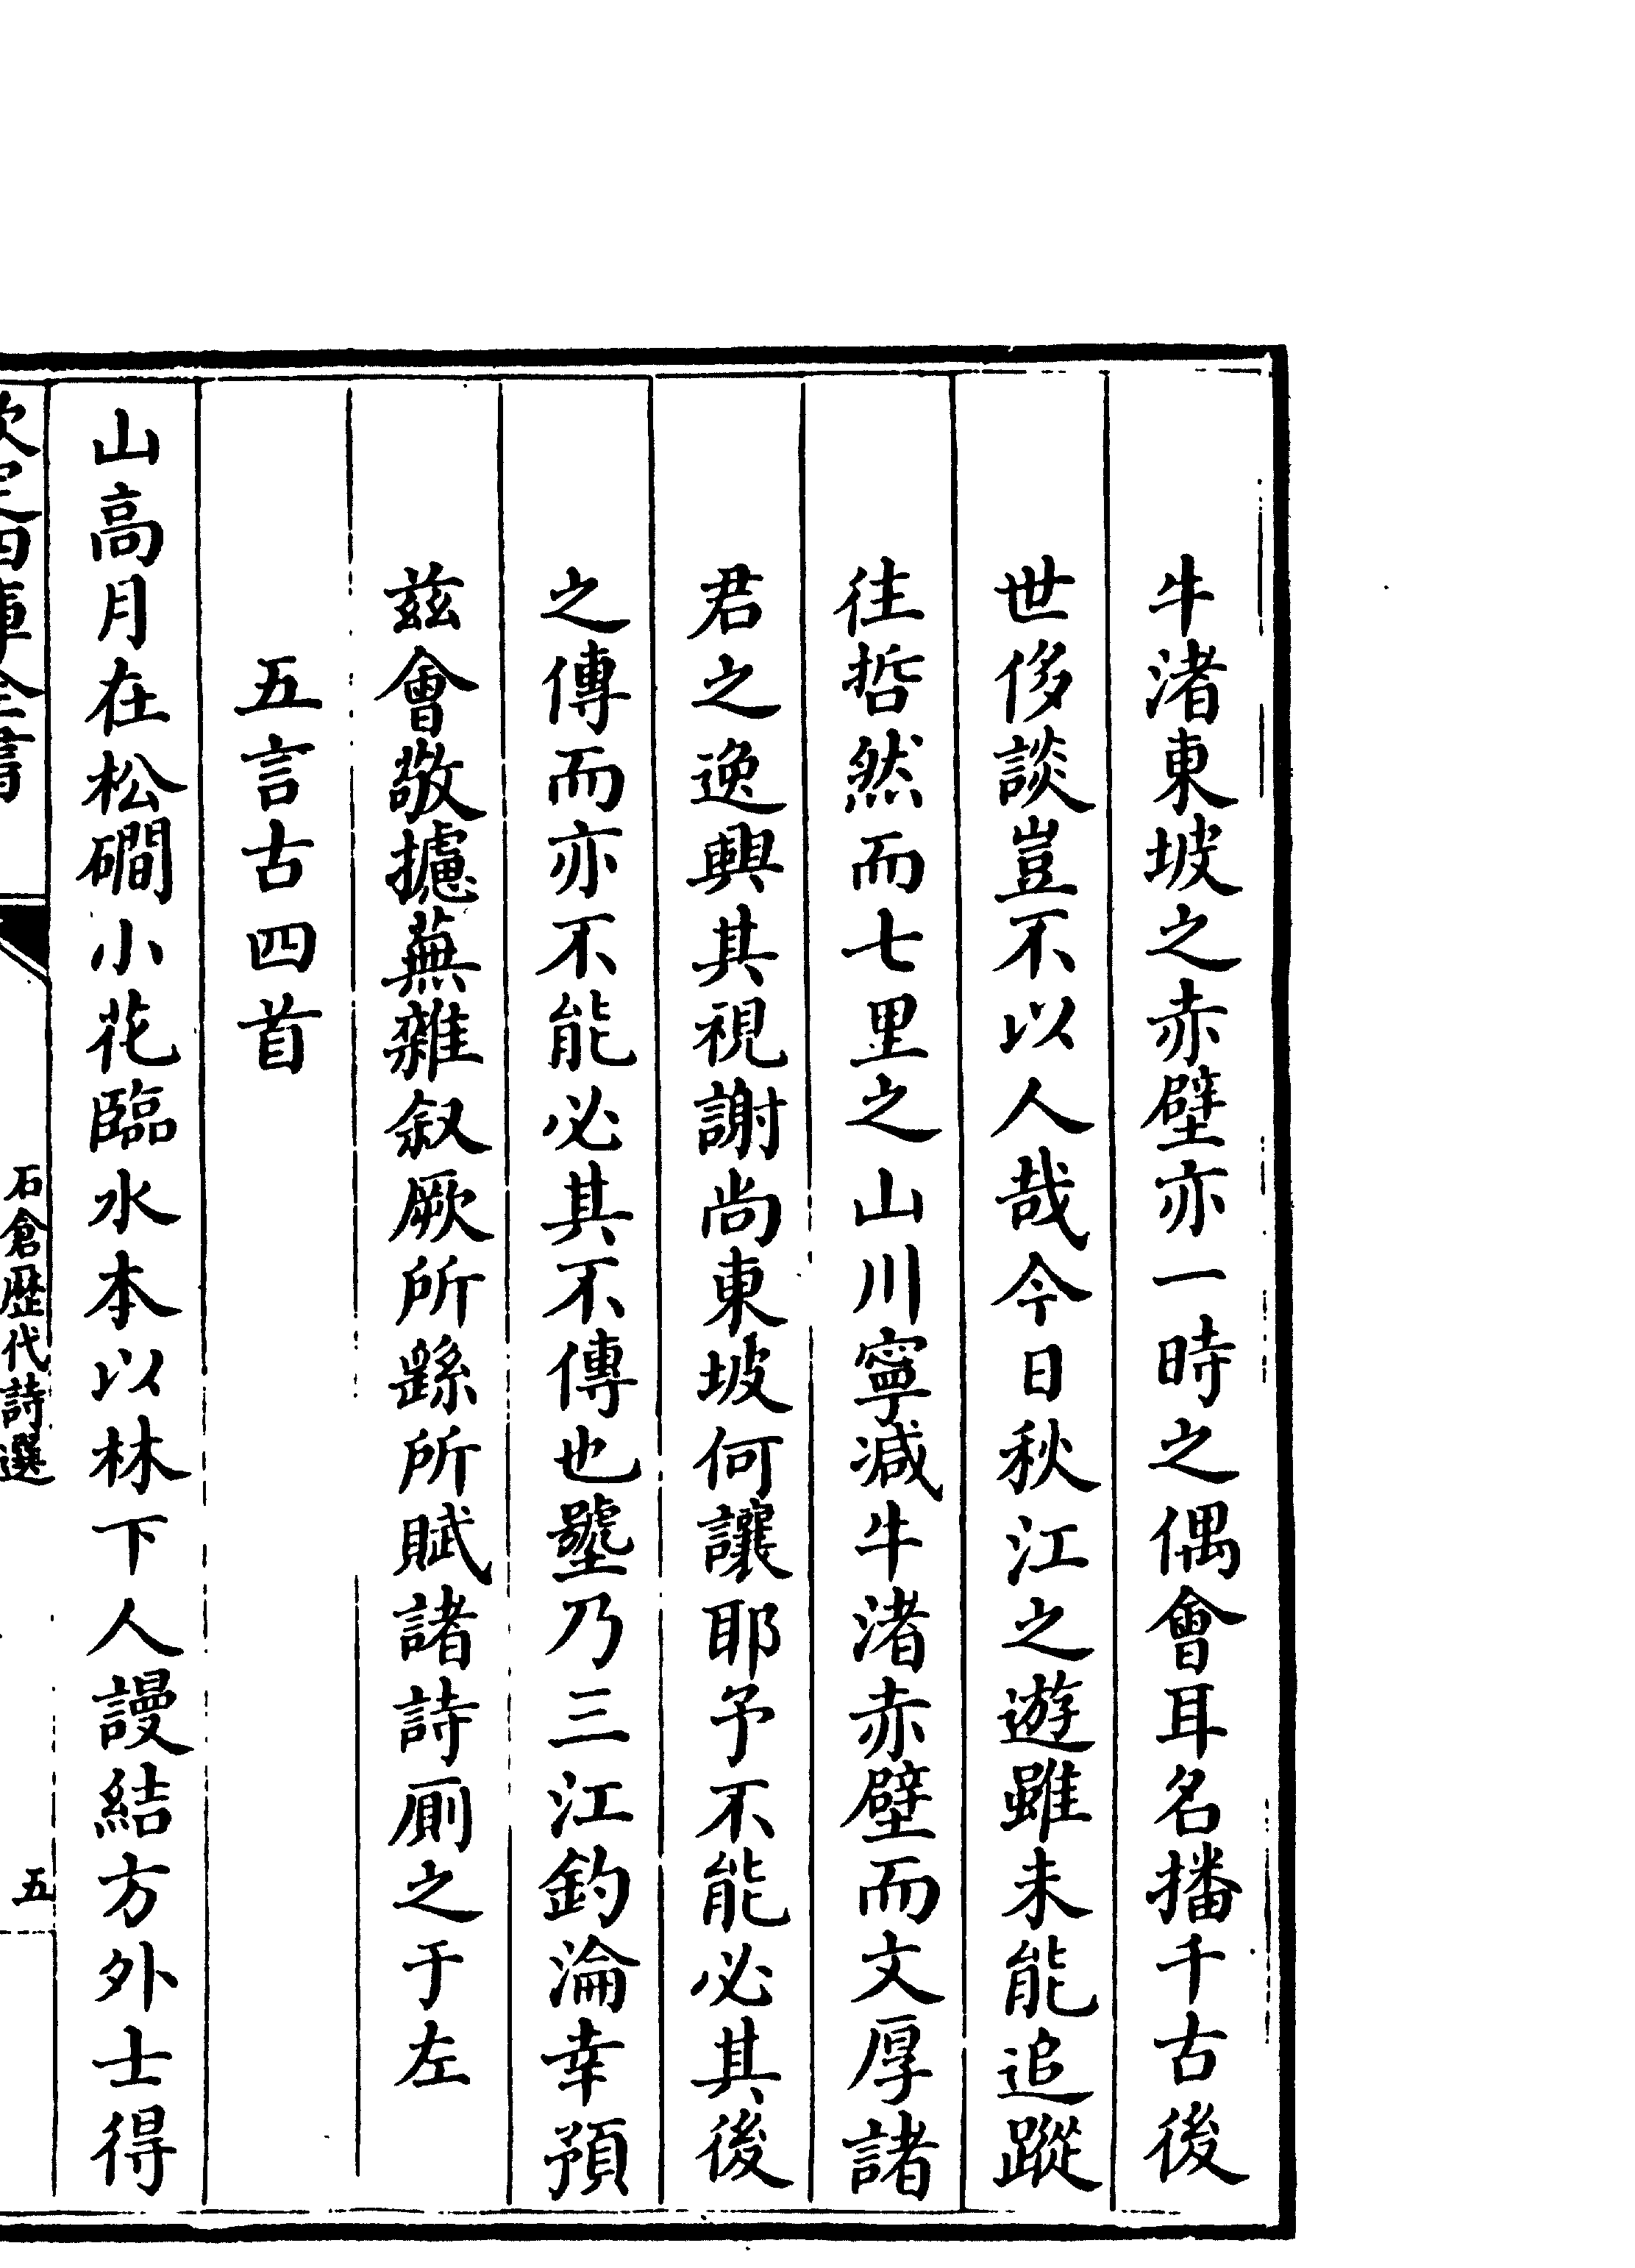 牛渚東坡之赤壁亦一時之偶會耳名播千古後
世侈談豈不以人哉今日秋江之遊雖未能追蹤
往哲然而七里之山川寧减牛渚赤壁而文厚諸
君之逸興其視謝尚東坡何讓耶予不能必其後
之傳而亦不能必其不傳也壑乃三江釣淪幸預
兹會敬攄蕪雜叙厥所繇所賦諸詩厠之于左
五言古四首
山高月在松磵小花臨水本以林下人謾結方外士得
欽定四庫全書
石倉歴代詩選
五